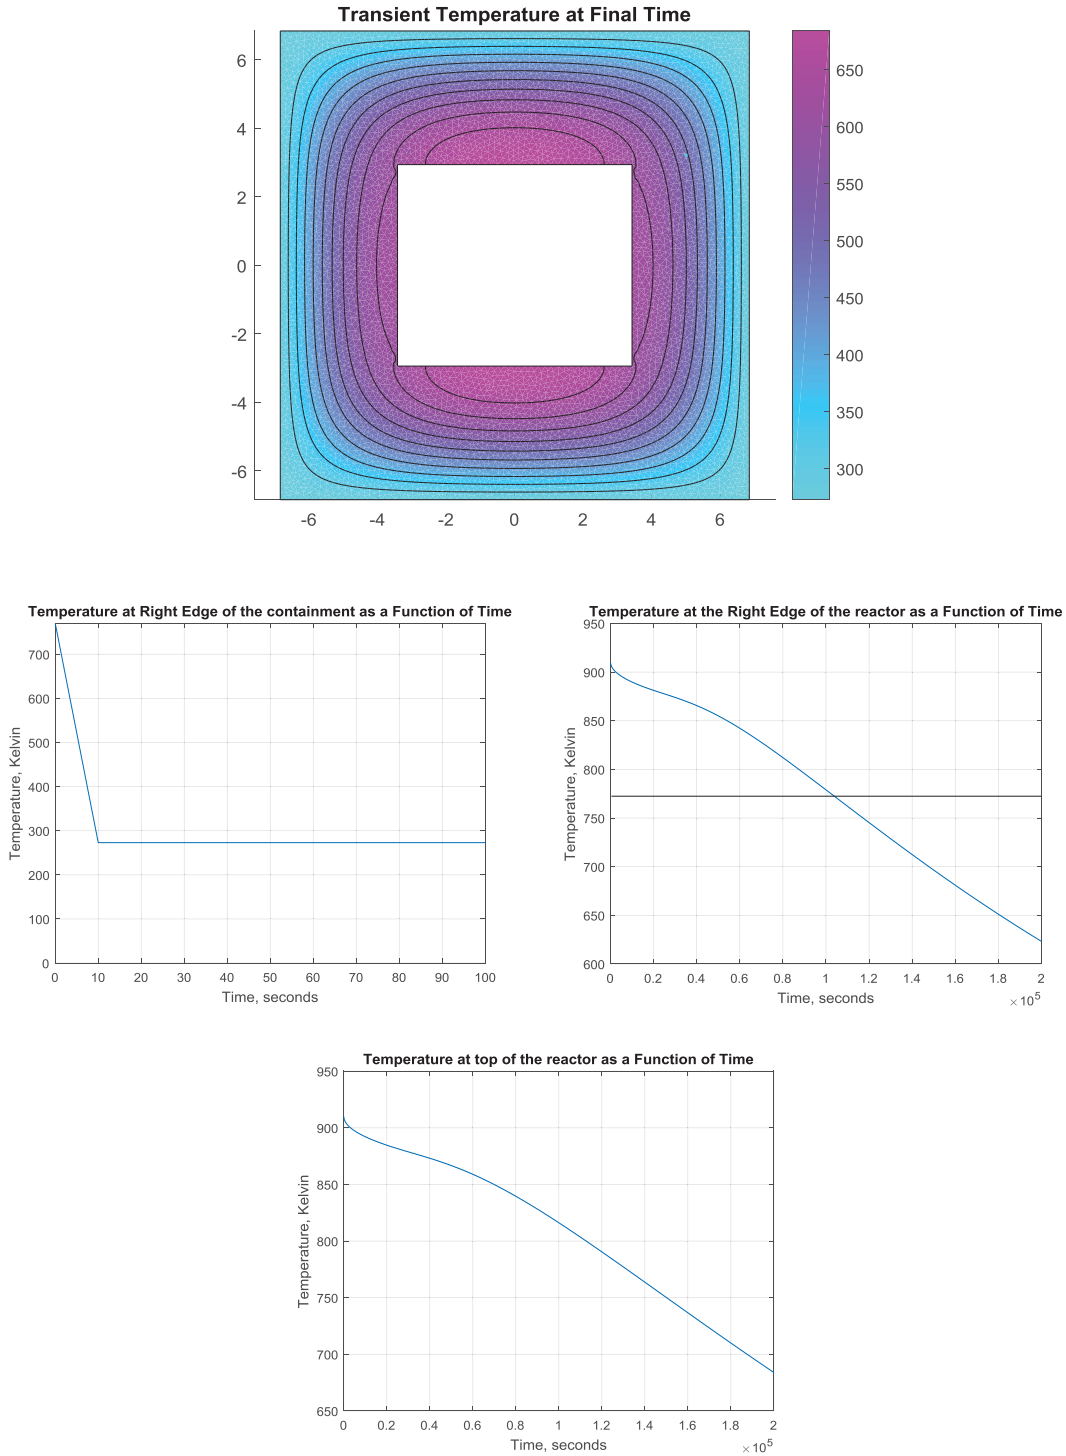 Transient Temperature at Final Time
6
4
2
0
-2
-4
-6
-6 -4 -2 0 2 4 6
650
600
550
500
450
400
350
300
Temperature at Right Edge of the containment as a Function of Time
Temperature, Kelvin
700
600
500
400
300
200
100
0
0 10 20 30 40 50 60 70 80 90 100
Time, seconds
Temperature at the Right Edge of the reactor as a Function of Time
Temperature, Kelvin
950
900
850
800
750
700
650
600
0 0.2 0.4 0.6 0.8 1 1.2 1.4 1.6 1.8 2
Time, seconds
×10^5
Temperature at top of the reactor as a Function of Time
Temperature, Kelvin
950
900
850
800
750
700
650
0 0.2 0.4 0.6 0.8 1 1.2 1.4 1.6 1.8 2
Time, seconds
×10^5